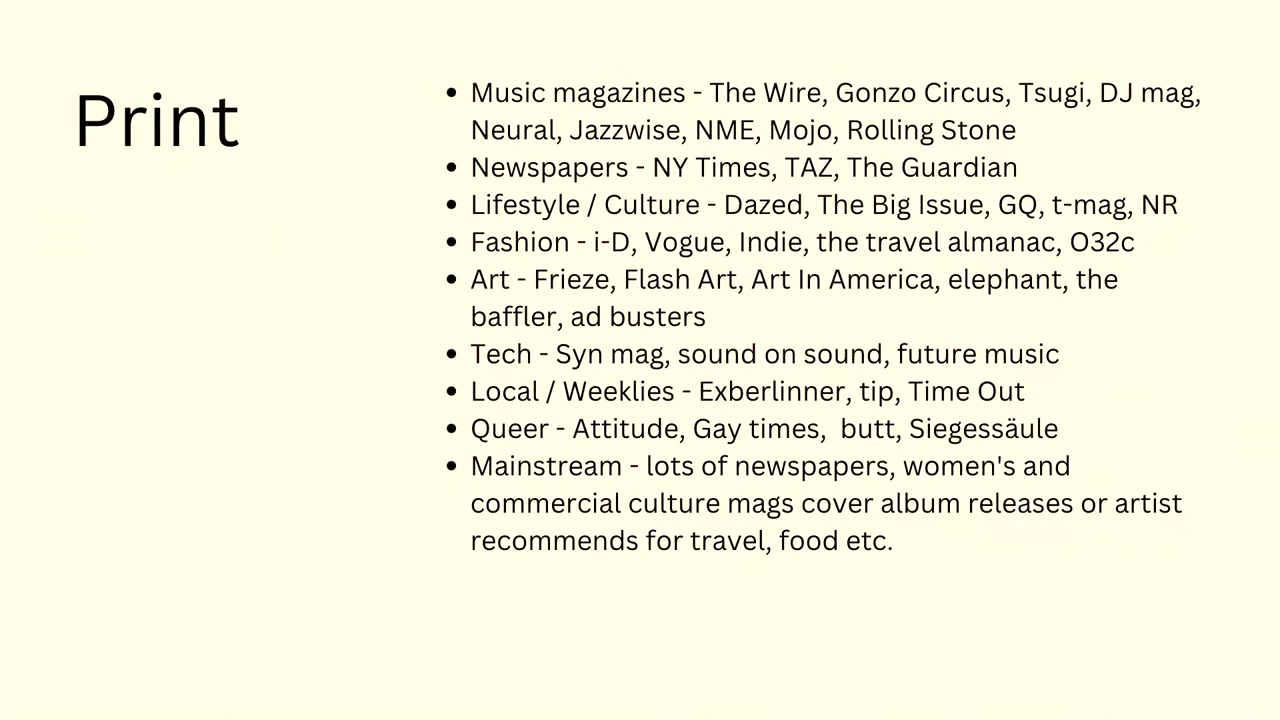 Print
• Music magazines - The Wire, Gonzo Circus, Tsugi, DJ mag,
Neural, Jazzwise, NME, Mojo, Rolling Stone
• Newspapers - NY Times, TAZ, The Guardian
• Lifestyle / Culture - Dazed, The Big Issue, GQ, t-mag, NR
• Fashion - i-D, Vogue, Indie, the travel almanac, O32c
• Art - Frieze, Flash Art, Art In America, elephant, the
baffler, ad busters
• Tech - Syn mag, sound on sound, future music
• Local / Weeklies - Exberlinner, tip, Time Out
• Queer - Attitude, Gay times,  butt, Siegessäule
• Mainstream - lots of newspapers, women's and
commercial culture mags cover album releases or artist
recommends for travel, food etc.